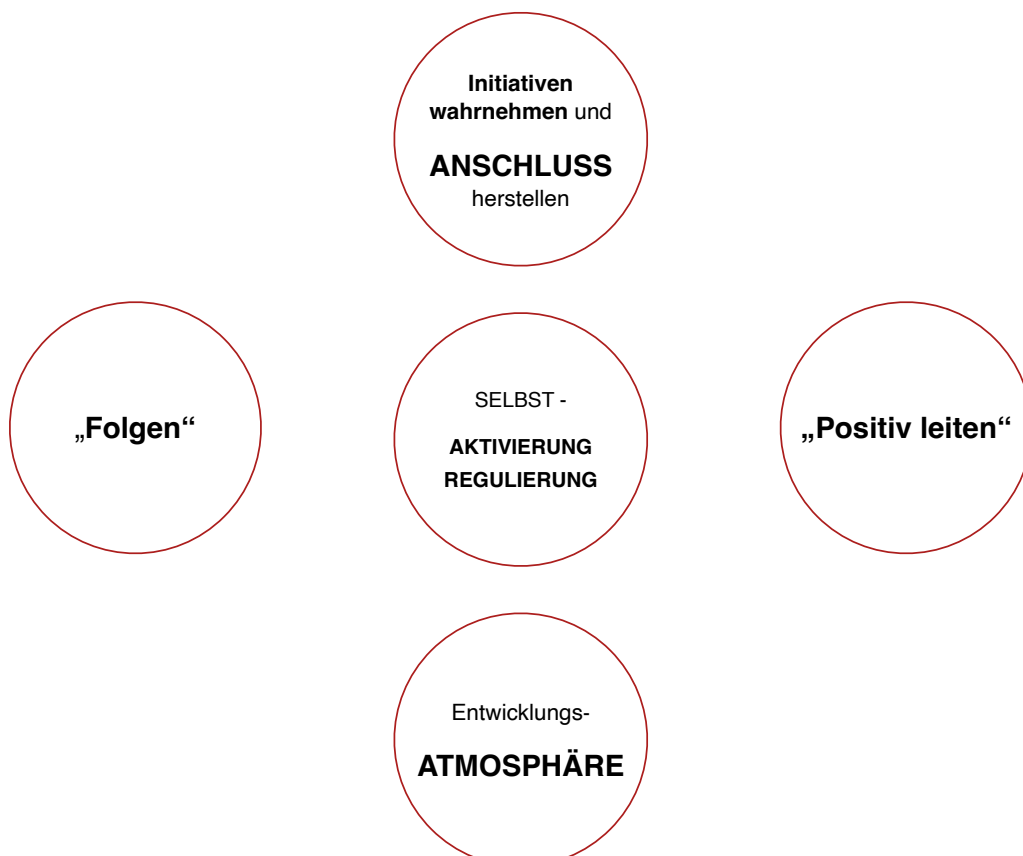 Initiativen
wahrnehmen und
ANSCHLUSS
herstellen
„Folgen“
SELBST -
AKTIVIERUNG
REGULIERUNG
„Positiv leiten“
Entwicklungs-
ATMOSPHÄRE